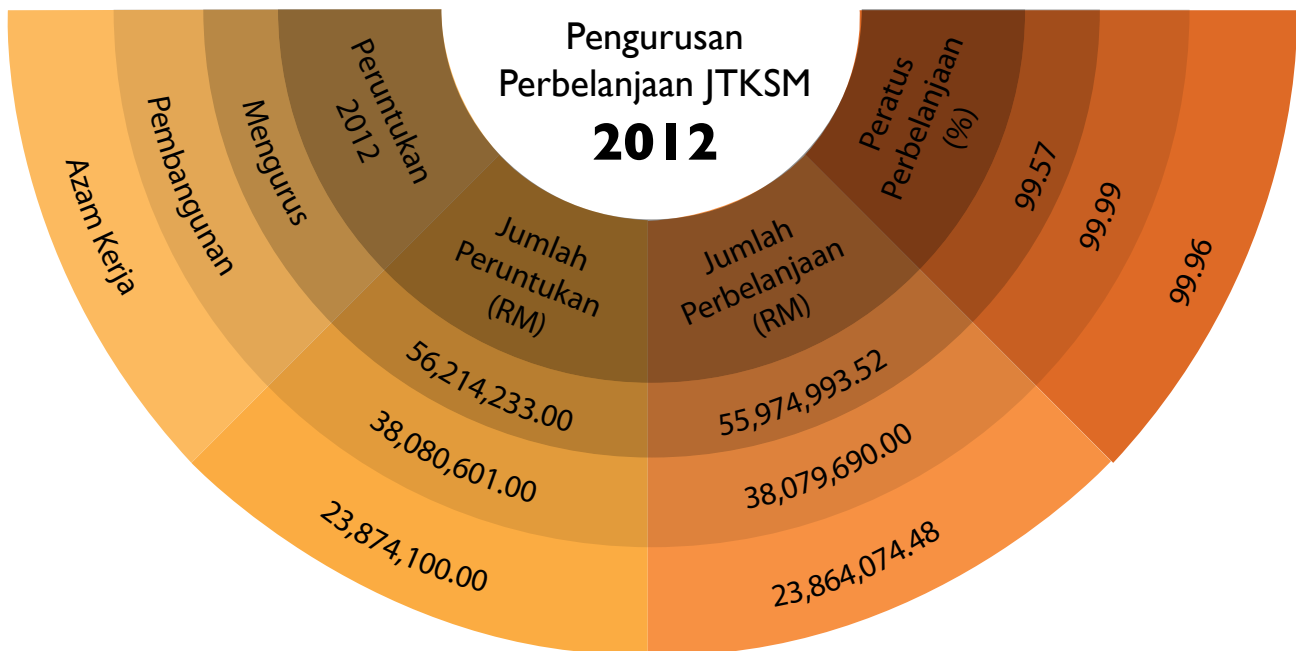 Pengurusan
Perbelanjaan JTKSM
2012
Peruntukan
2012
Mengurus
Pembangunan
Azam Kerja
Jumlah
Peruntukan
(RM)
56,214,233.00
38,080,601.00
23,874,100.00
Jumlah
Perbelanjaan
(RM)
55,974,993.52
38,079,690.00
23,864,074.48
Peratus
Perbelanjaan
(%)
99.57
99.99
99.96